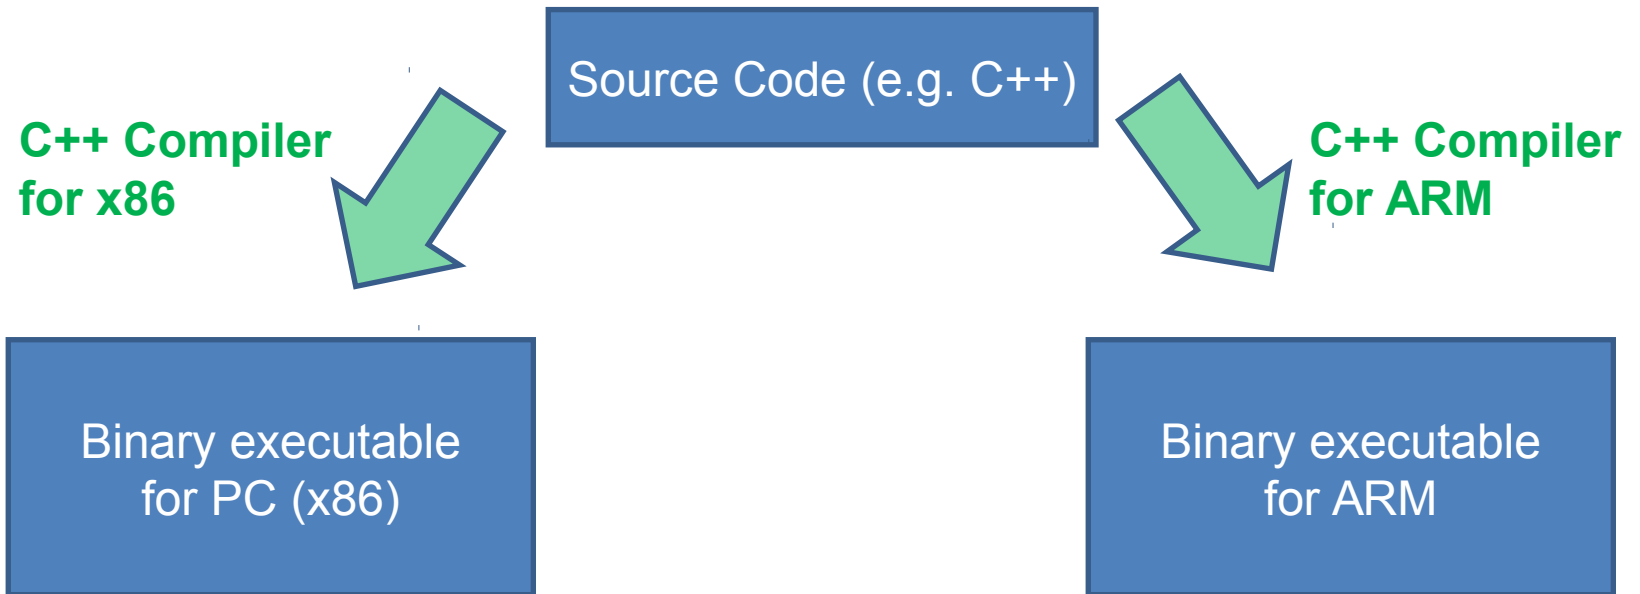 Source Code (e.g. C++)
C++ Compiler
for x86
C++ Compiler
for ARM
Binary executable
for PC (x86)
Binary executable
for ARM